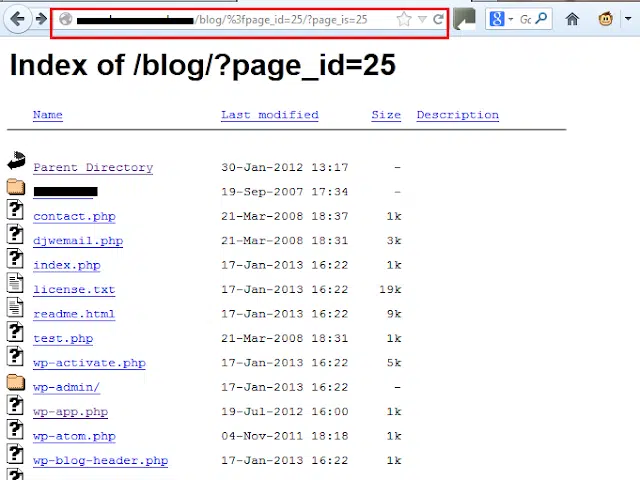 /blog/%3fpage_id=25/?page_is=25 Go
Index of /blog/?page_id=25
Name Last modified Size Description
Parent Directory 30-Jan-2012 13:17 -
19-Sep-2007 17:34 -
contact.php 21-Mar-2008 18:37 1k
djwemail.php 21-Mar-2008 18:31 3k
index.php 17-Jan-2013 16:22 1k
license.txt 17-Jan-2013 16:22 19k
readme.html 17-Jan-2013 16:22 9k
test.php 21-Mar-2008 18:31 1k
wp-activate.php 17-Jan-2013 16:22 5k
wp-admin/ 17-Jan-2013 16:22 -
wp-app.php 19-Jul-2012 16:00 1k
wp-atom.php 04-Nov-2011 18:18 1k
wp-blog-header.php 17-Jan-2013 16:22 1k